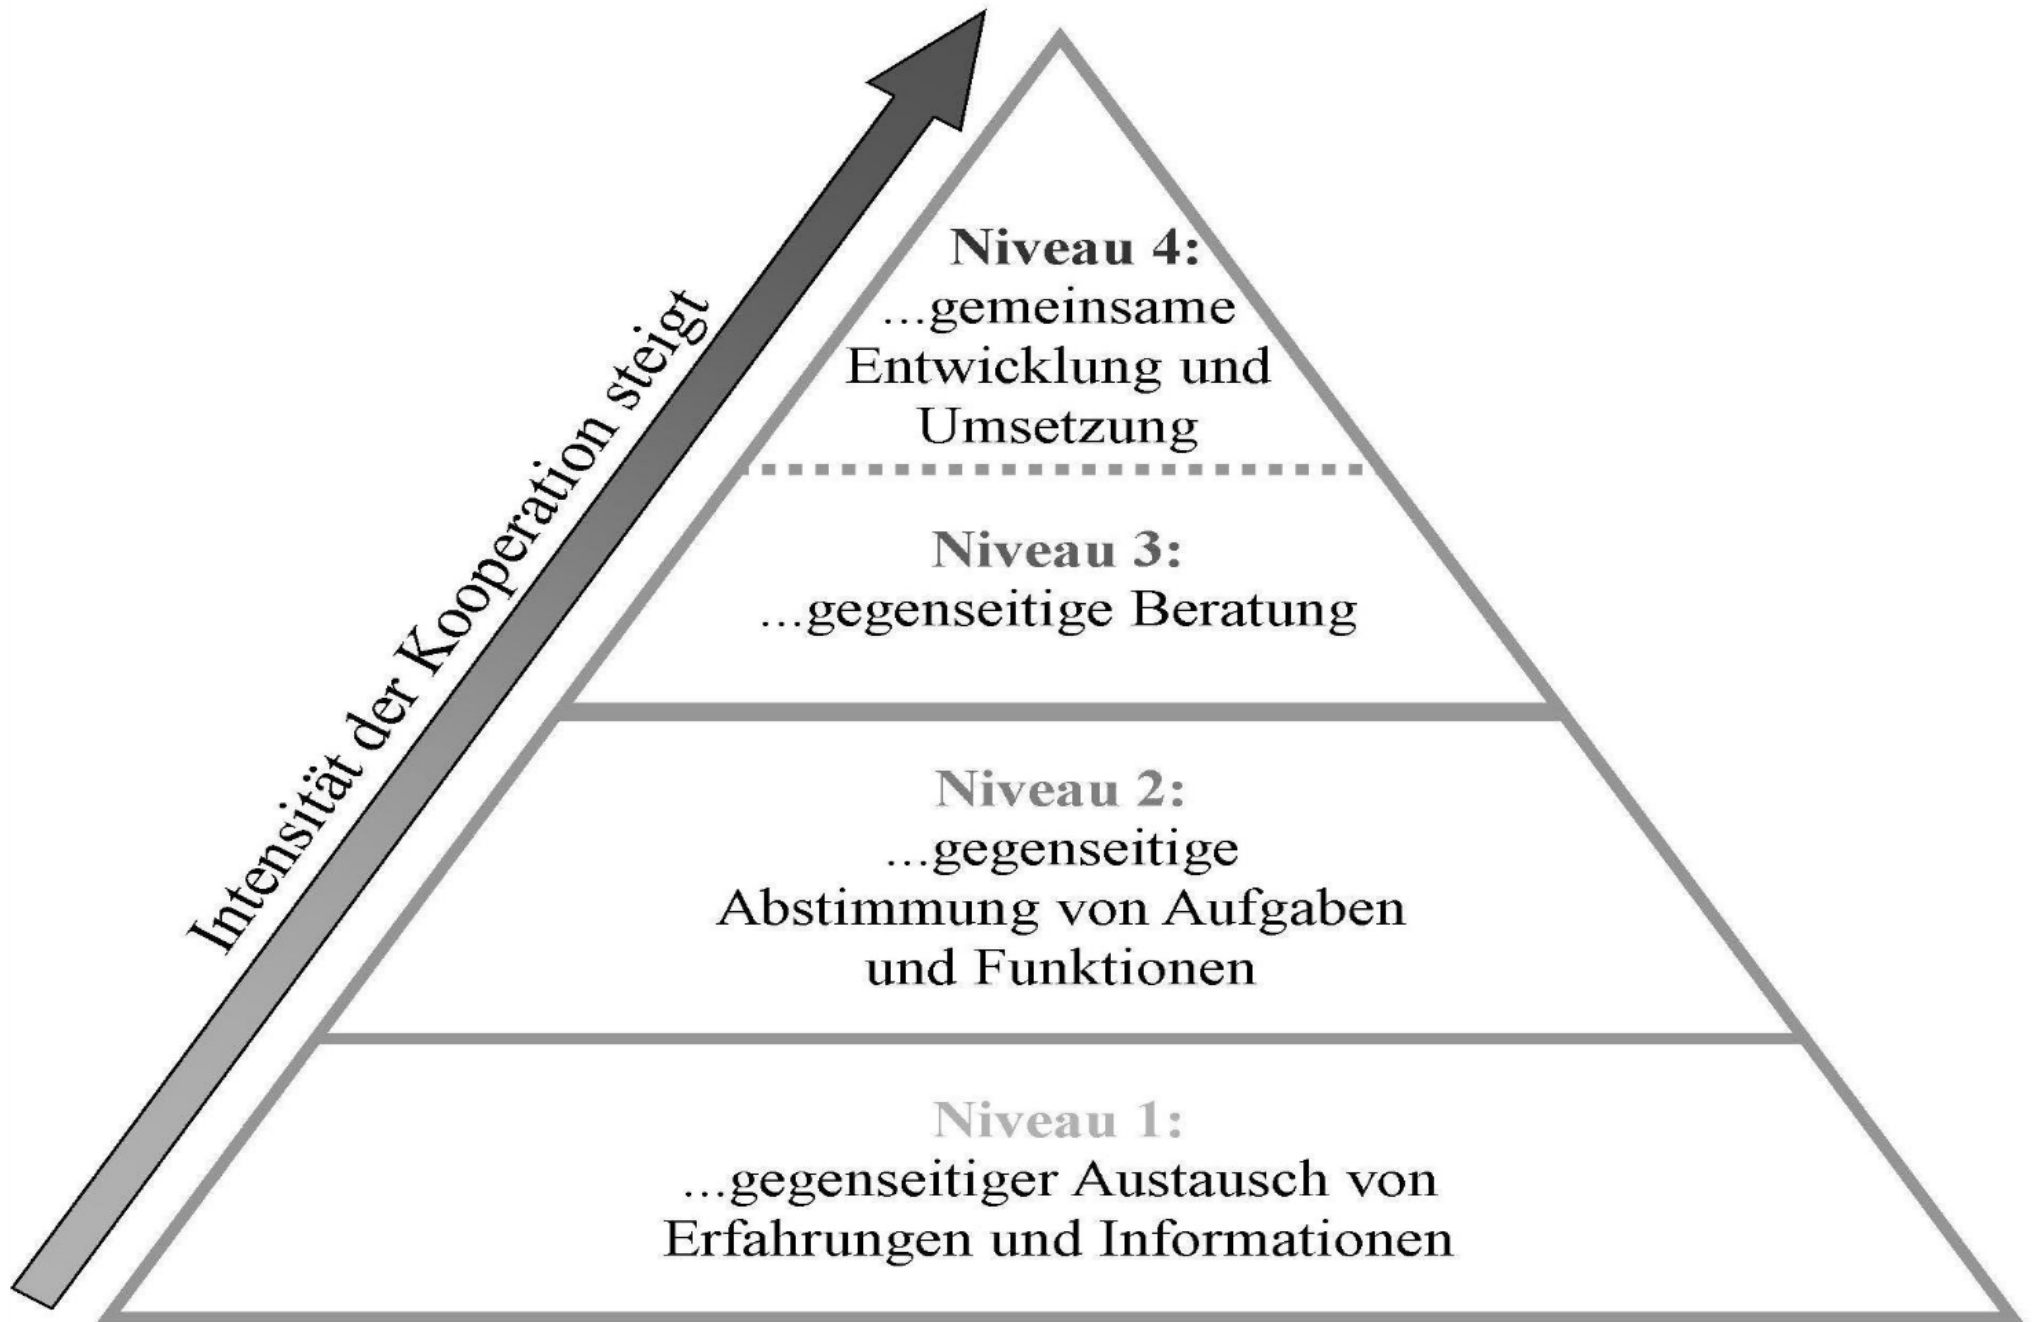 Intensität der Kooperation steigt
Niveau 4:
...gemeinsame
Entwicklung und
Umsetzung
Niveau 3:
...gegenseitige Beratung
Niveau 2:
...gegenseitige
Abstimmung von Aufgaben
und Funktionen
Niveau 1:
...gegenseitiger Austausch von
Erfahrungen und Informationen